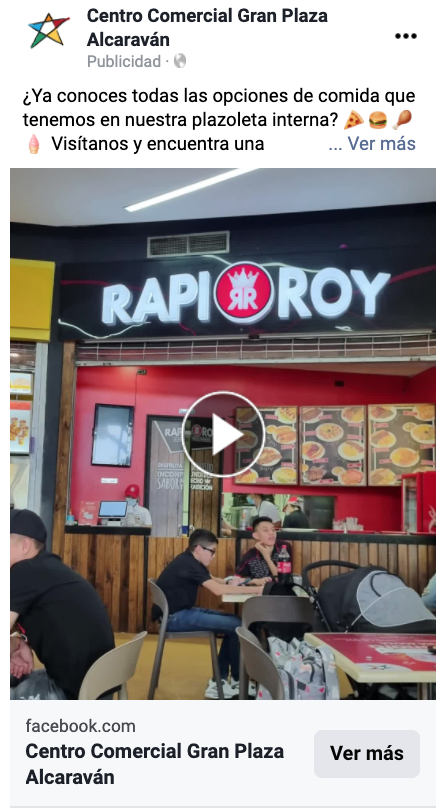 Centro Comercial Gran Plaza
Alcaraván
Publicidad ·
¿Ya conoces todas las opciones de comida que
tenemos en nuestra plazoleta interna? 🍕🍔🍗
🍦 Visítanos y encuentra una ... Ver más
RAPI RR ROY
facebook.com
Centro Comercial Gran Plaza
Alcaraván
Ver más